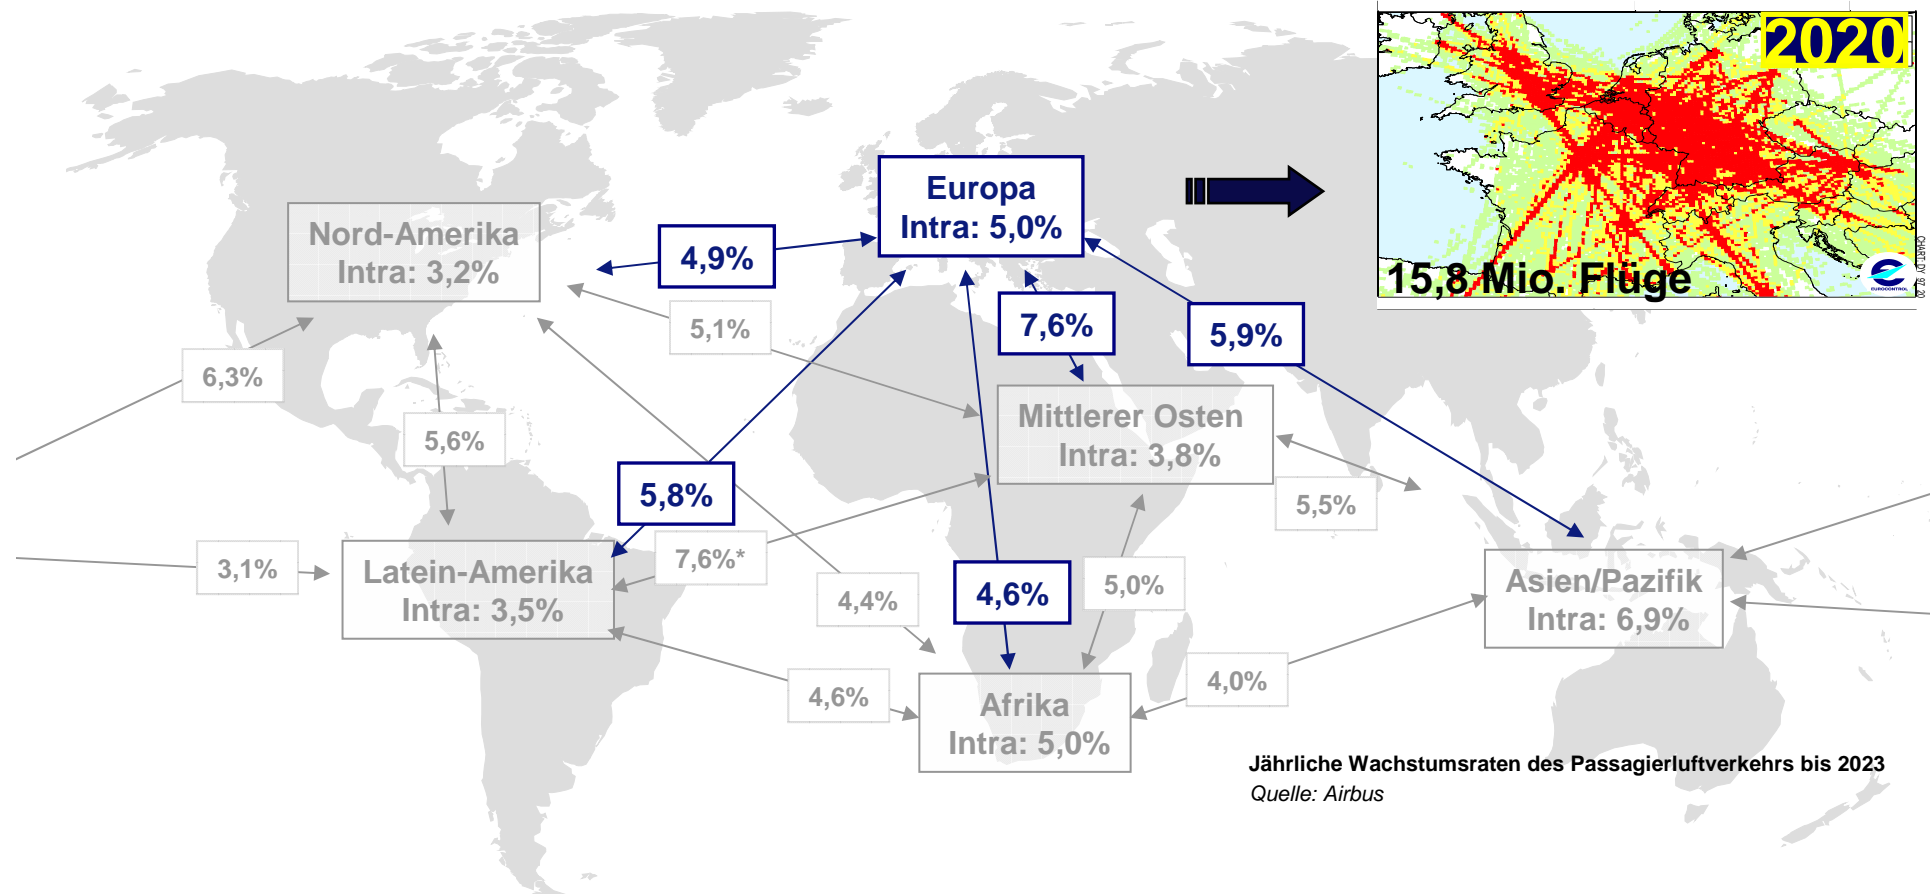 2020
15,8 Mio. Flüge
EUROCONTROL
Europa
Intra: 5,0%
Nord-Amerika
Intra: 3,2%
4,9%
5,1%
7,6%
5,9%
6,3%
5,6%
Mittlerer Osten
Intra: 3,8%
5,8%
5,5%
7,6%*
3,1%
Latein-Amerika
Intra: 3,5%
4,4%
4,6%
5,0%
Asien/Pazifik
Intra: 6,9%
4,6%
4,0%
Afrika
Intra: 5,0%
Jährliche Wachstumsraten des Passagierluftverkehrs bis 2023
Quelle: Airbus